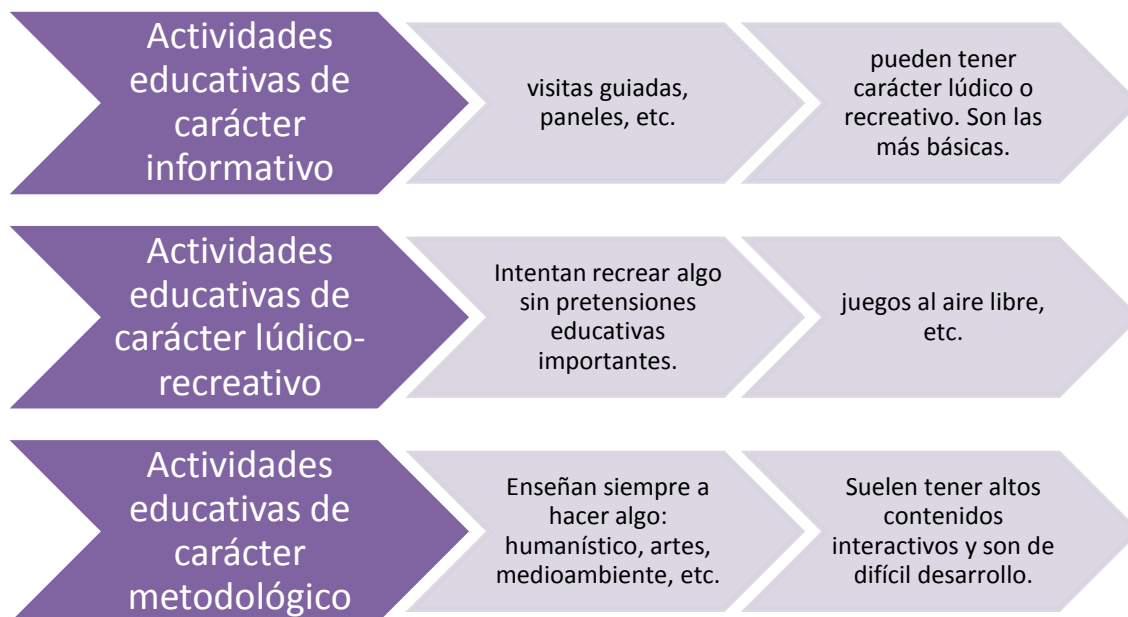 Actividades
educativas de
carácter
informativo
visitas guiadas,
paneles, etc.
pueden tener
carácter lúdico o
recreativo. Son las
más básicas.
Actividades
educativas de
carácter lúdico-
recreativo
Intentan recrear algo
sin pretensiones
educativas
importantes.
juegos al aire libre,
etc.
Actividades
educativas de
carácter
metodológico
Enseñan siempre a
hacer algo:
humanístico, artes,
medioambiente, etc.
Suelen tener altos
contenidos
interactivos y son de
difícil desarrollo.